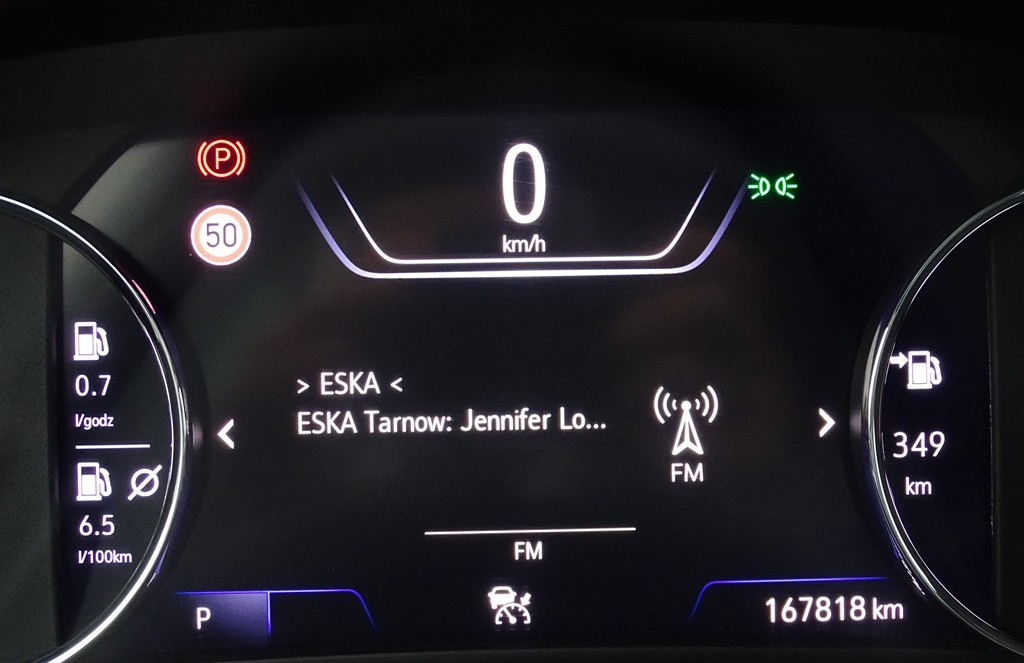 P
50
0
km/h
0.7
l/godz
6.5
l/100km
> ESKA <
ESKA Tarnow: Jennifer Lo...
FM
FM
349
km
P
167818 km